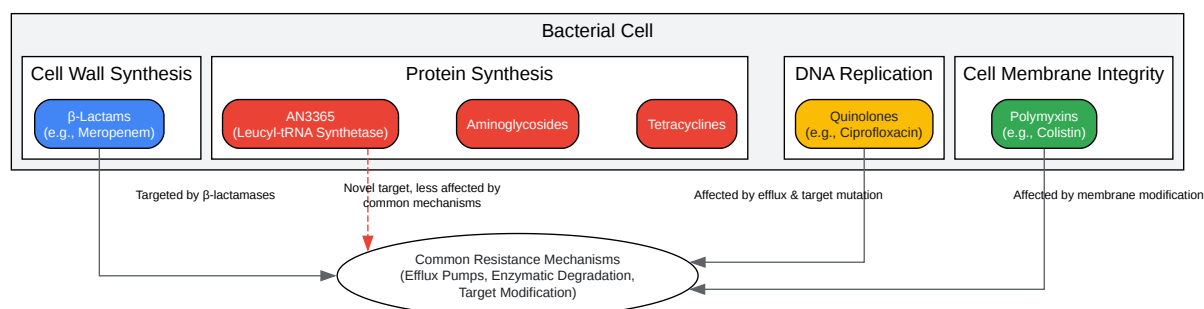 Bacterial Cell
Cell Wall Synthesis
Protein Synthesis
DNA Replication
Cell Membrane Integrity
β-Lactams
(e.g., Meropenem)
AN3365
(Leucyl-tRNA Synthetase)
Aminoglycosides
Tetracyclines
Quinolones
(e.g., Ciprofloxacin)
Polymyxins
(e.g., Colistin)
Targeted by β-lactamases
Novel target, less affected by
common mechanisms
Affected by efflux & target mutation
Affected by membrane modification
Common Resistance Mechanisms
(Efflux Pumps, Enzymatic Degradation,
Target Modification)